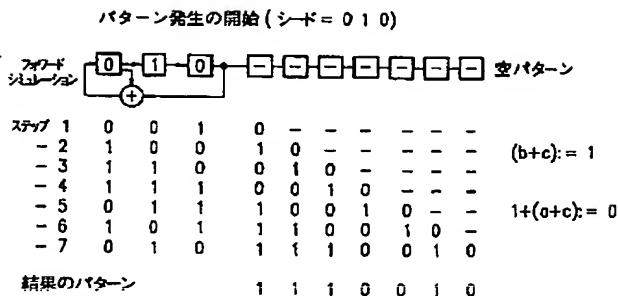 パターン発生の開始 ( シード = 0 1 0)
フォワード
シミュレーション
0 1 0 - - - - - - - 空パターン
+
ステップ 1 0 0 1 0 - - - - - -
- 2 1 0 0 1 0 - - - - - (b+c):= 1
- 3 1 1 0 0 1 0 - - - -
- 4 1 1 1 0 0 1 0 - - -
- 5 0 1 1 1 0 0 1 0 - - 1+(a+c):= 0
- 6 1 0 1 1 1 0 0 1 0 -
- 7 0 1 0 1 1 1 0 0 1 0
結果のパターン 1 1 1 0 0 1 0